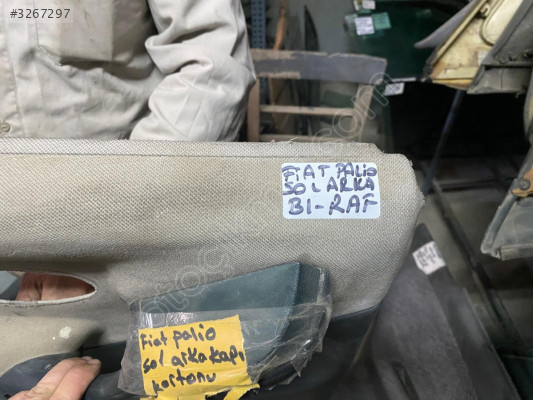 #3267297
FiAT PALio
SOL ARKA
B1-RAF
Fiat palio
sol arka kapı
kartonu